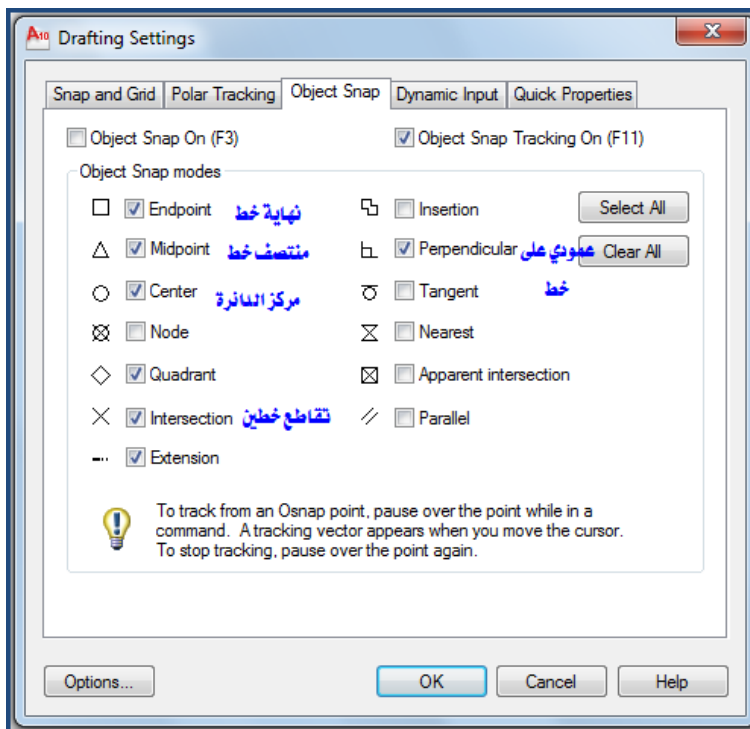 A10 Drafting Settings
Snap and Grid Polar Tracking Object Snap Dynamic Input Quick Properties
Object Snap On (F3) Object Snap Tracking On (F11)
Object Snap modes
Endpoint نهاية خط Insertion Select All
Midpoint منتصف خط Perpendicular عمودي على Clear All
Center مركز الدائرة Tangent خط
Node Nearest
Quadrant Apparent intersection
Intersection تقاطع خطين Parallel
Extension
To track from an Osnap point, pause over the point while in a
command. A tracking vector appears when you move the cursor.
To stop tracking, pause over the point again.
Options... OK Cancel Help